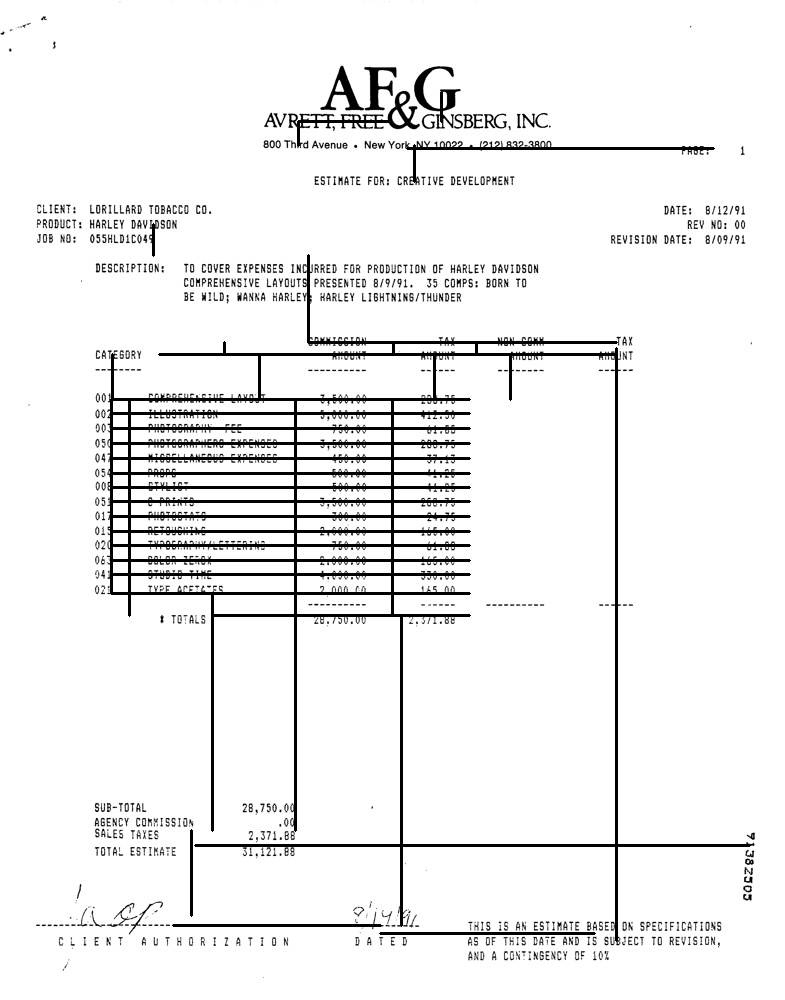 AF&G
AVRETT, FREE & GINSBERG, INC.
800 Third Avenue • New York, NY 10022 • (212) 832-3800
PAGE: 1
ESTIMATE FOR: CREATIVE DEVELOPMENT
CLIENT: LORILLARD TOBACCO CO. DATE: 8/12/91
PRODUCT: HARLEY DAVIDSON REV NO: 00
JOB NO: 055HLD1C049 REVISION DATE: 8/09/91
DESCRIPTION: TO COVER EXPENSES INCURRED FOR PRODUCTION OF HARLEY DAVIDSON
COMPREHENSIVE LAYOUTS PRESENTED 8/9/91. 35 COMPS: BORN TO
BE WILD; WANNA HARLEY; HARLEY LIGHTNING/THUNDER
COMMISSION TAX NON-COMM TAX
CATEGORY AMOUNT AMOUNT AMOUNT AMOUNT
001 COMPREHENSIVE LAYOUT 3,500.00 288.75
002 ILLUSTRATION 5,000.00 412.50
003 PHOTOGRAPHY FEE 750.00 61.88
050 PHOTOGRAPHERS EXPENSES 3,500.00 288.75
047 MISCELLANEOUS EXPENSES 450.00 37.13
054 PROPS 500.00 41.25
008 STYLIST 500.00 41.25
051 C PRINTS 3,500.00 288.75
017 PHOTOSTATS 300.00 24.75
015 RETOUCHING 2,000.00 165.00
020 TYPOGRAPHY/LETTERING 750.00 61.88
063 COLOR XEROX 2,000.00 165.00
041 STUDIO TIME 4,000.00 330.00
021 TYPE ACETATES 2,000.00 165.00
* TOTALS 28,750.00 2,371.88
SUB-TOTAL 28,750.00
AGENCY COMMISSION .00
SALES TAXES 2,371.88
TOTAL ESTIMATE 31,121.88
91382505
8/14/91
CLIENT AUTHORIZATION DATED
THIS IS AN ESTIMATE BASED ON SPECIFICATIONS
AS OF THIS DATE AND IS SUBJECT TO REVISION,
AND A CONTINGENCY OF 10%